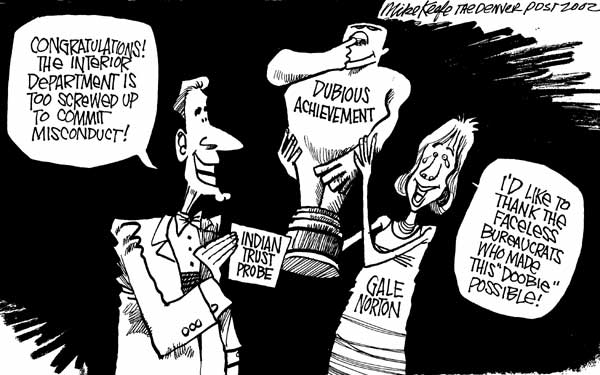 Mike Keefe THE DENVER POST 2002
CONGRATULATIONS!
THE INTERIOR
DEPARTMENT IS
TOO SCREWED UP
TO COMMIT
MISCONDUCT!
DUBIOUS
ACHIEVEMENT
INDIAN
TRUST
PROBE
GALE
NORTON
I'D LIKE TO
THANK THE
FACELESS
BUREAUCRATS
WHO MADE
THIS "DOOBIE"
POSSIBLE!